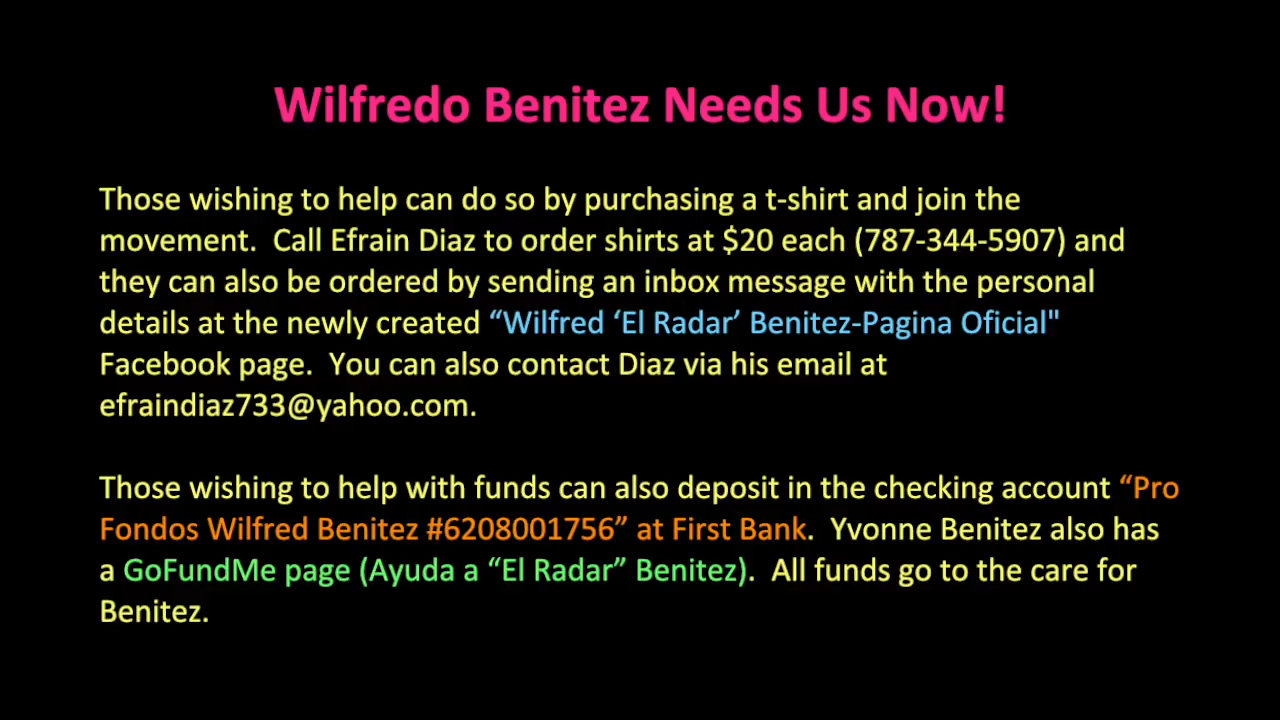 Wilfredo Benitez Needs Us Now!
Those wishing to help can do so by purchasing a t-shirt and join the
movement.  Call Efrain Diaz to order shirts at $20 each (787-344-5907) and
they can also be ordered by sending an inbox message with the personal
details at the newly created “Wilfred ‘El Radar’ Benitez-Pagina Oficial"
Facebook page.  You can also contact Diaz via his email at
efraindiaz733@yahoo.com.
Those wishing to help with funds can also deposit in the checking account “Pro
Fondos Wilfred Benitez #6208001756” at First Bank.  Yvonne Benitez also has
a GoFundMe page (Ayuda a “El Radar” Benitez).  All funds go to the care for
Benitez.